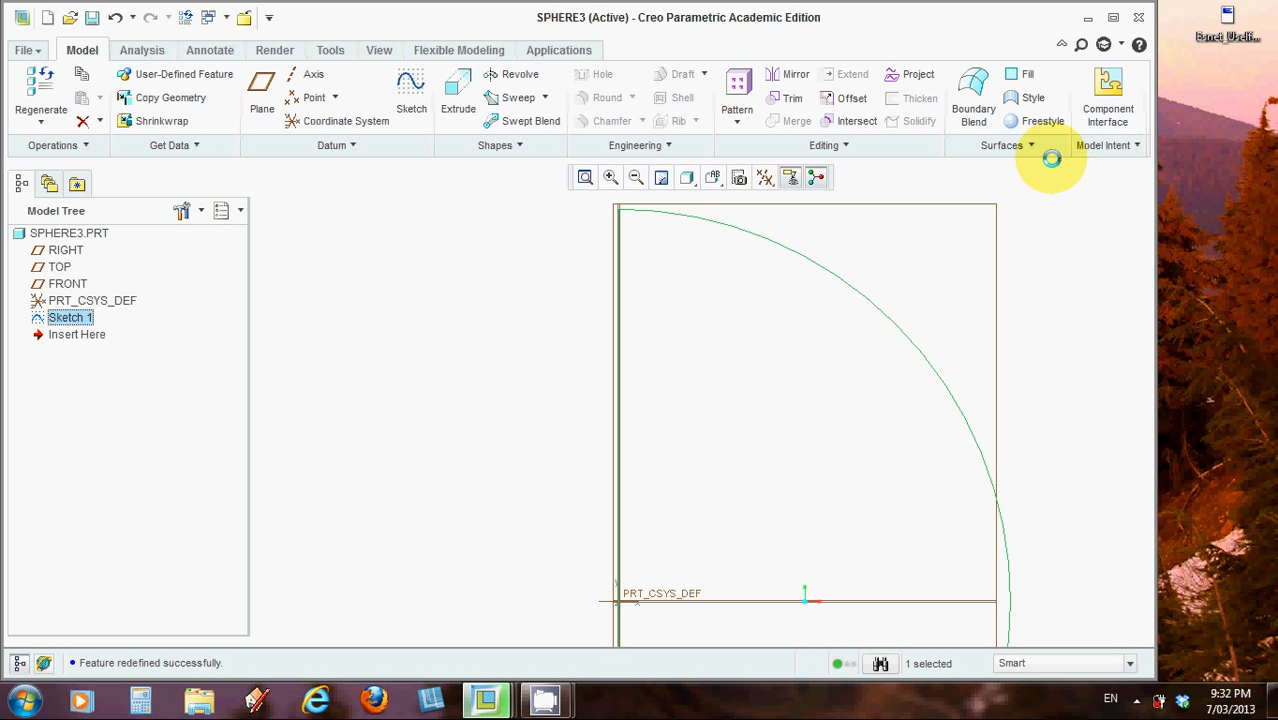 SPHERE3 (Active) - Creo Parametric Academic Edition
File Model Analysis Annotate Render Tools View Flexible Modeling Applications
Regenerate
User-Defined Feature
Copy Geometry
Shrinkwrap
Plane
Axis
Point
Coordinate System
Sketch
Extrude
Revolve
Sweep
Swept Blend
Hole
Round
Chamfer
Draft
Shell
Rib
Pattern
Mirror
Trim
Merge
Extend
Offset
Intersect
Project
Thicken
Solidify
Boundary
Blend
Fill
Style
Freestyle
Component
Interface
Operations Get Data Datum Shapes Engineering Editing Surfaces Model Intent
Model Tree
SPHERE3.PRT
RIGHT
TOP
FRONT
PRT_CSYS_DEF
Sketch 1
Insert Here
PRT_CSYS_DEF
Feature redefined successfully.
1 selected
Smart
EN
9:32 PM
7/03/2013